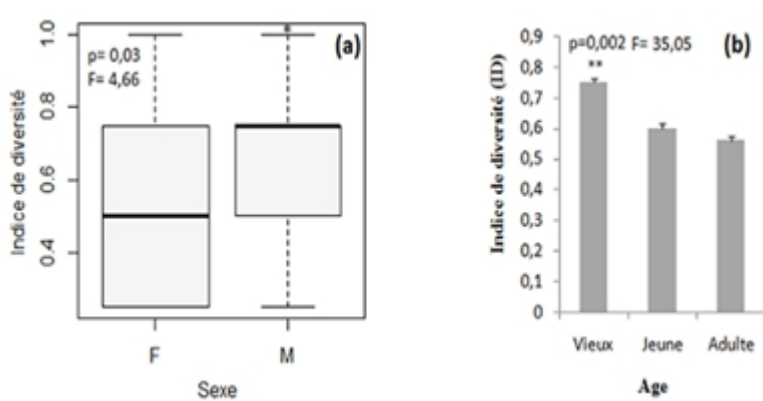 (a)
p= 0,03
F= 4,66
Indice de diversité
1.0
0.8
0.6
0.4
*
F
M
Sexe
(b)
p=0,002 F= 35,05
**
Indice de diversité (ID)
0,9
0,8
0,7
0,6
0,5
0,4
0,3
0,2
0,1
0
Vieux
Jeune
Adulte
Age